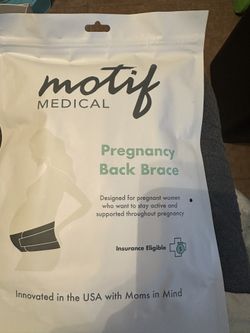 motif
MEDICAL
Pregnancy
Back Brace
Designed for pregnant women
who want to stay active and
supported throughout pregnancy
Insurance Eligible
Innovated in the USA with Moms in Mind